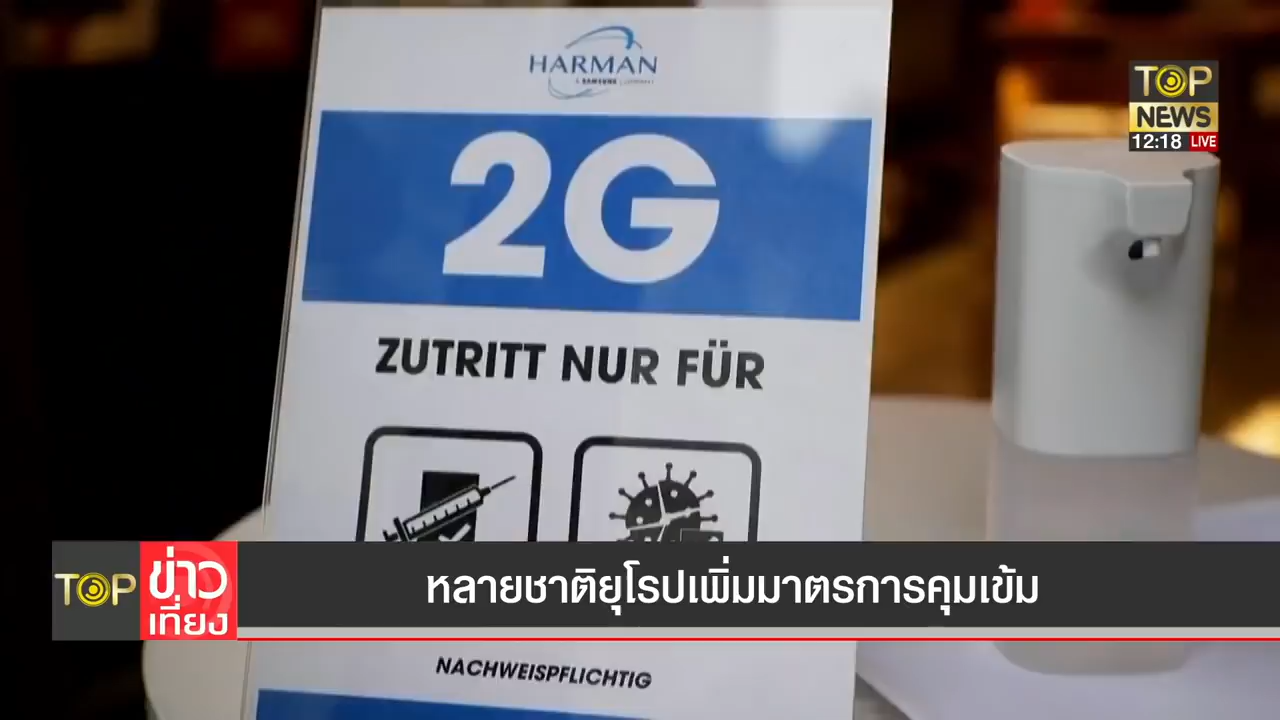 HARMAN
A SAMSUNG COMPANY
2G
ZUTRITT NUR FÜR
NACHWEISPFLICHTIG
TOP
NEWS
12:18 LIVE
TOP
ข่าว
เที่ยง
หลายชาติยุโรปเพิ่มมาตรการคุมเข้ม